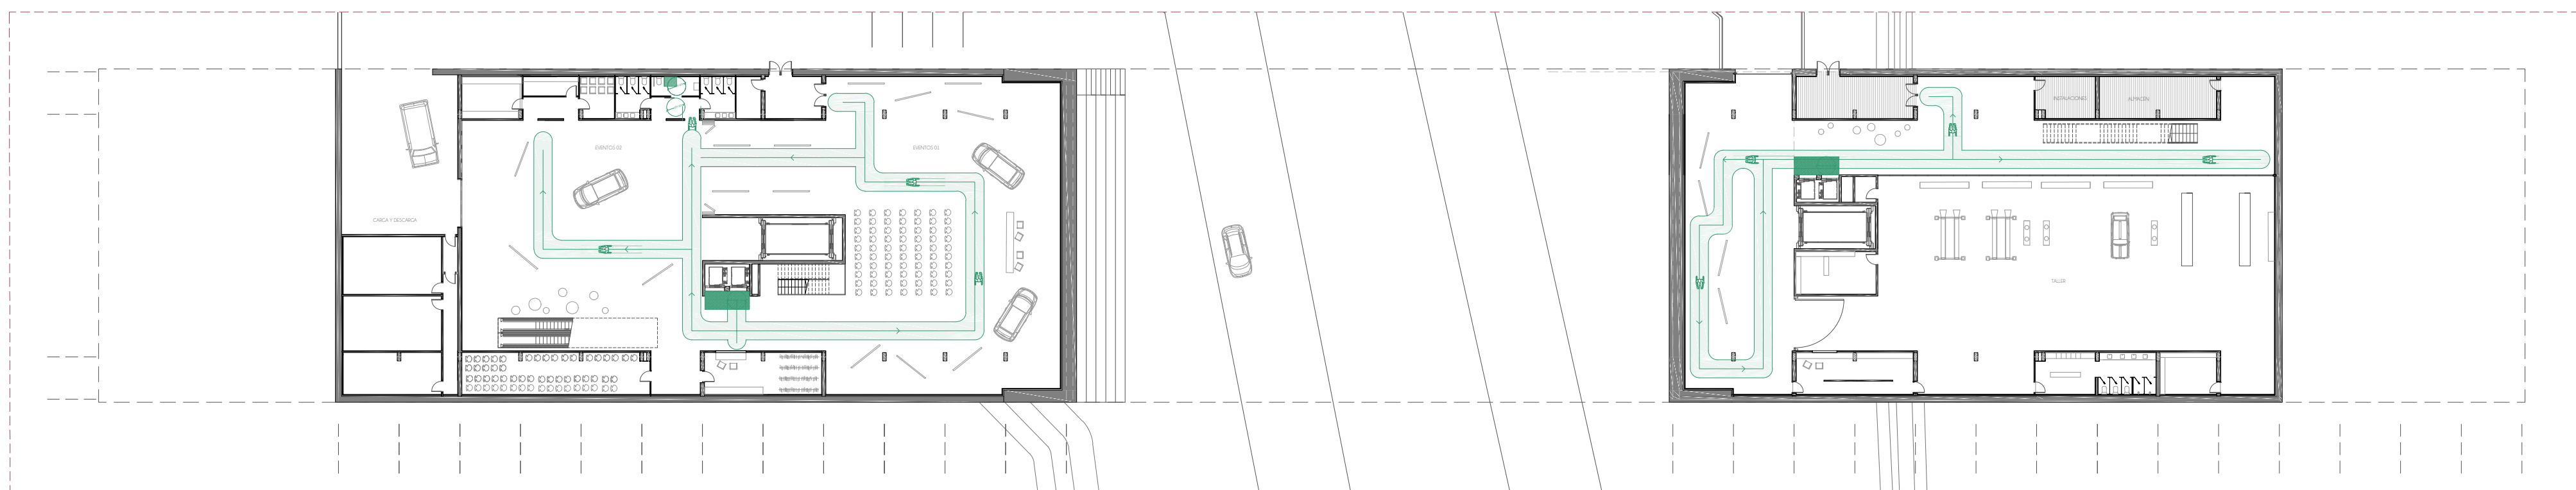 INSTALACIONES
ALMACÉN
EVENTOS 02
EVENTOS 01
CARGA Y DESCARGA
TALLER